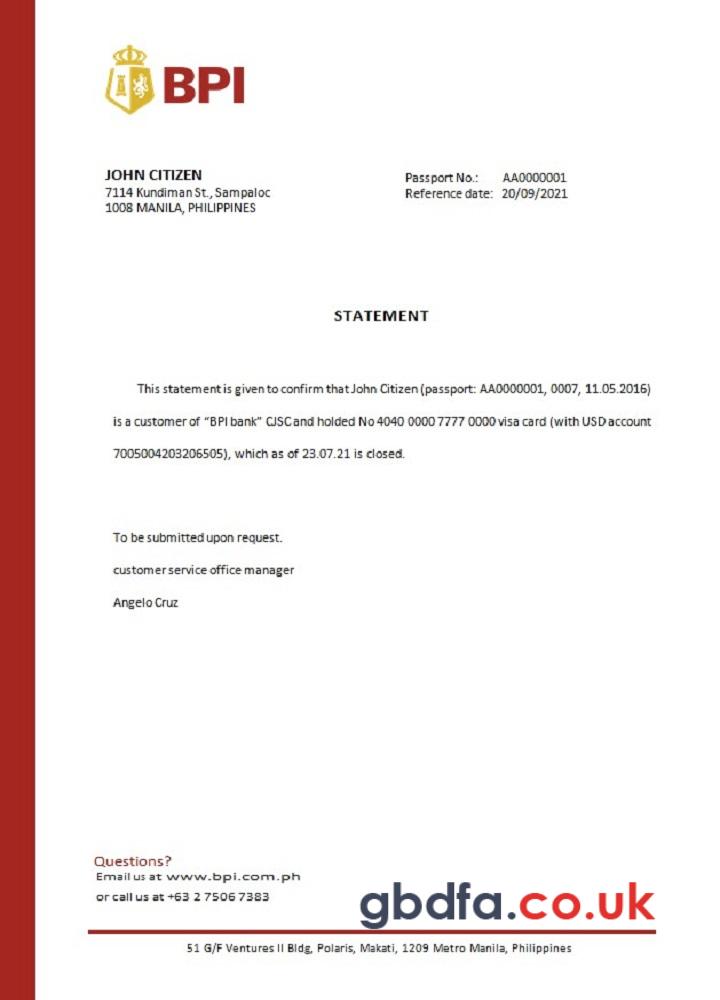 BPI
JOHN CITIZEN
7114 Kundiman St., Sampaloc
1008 MANILA, PHILIPPINES
Passport No.: AA0000001
Reference date: 20/09/2021
STATEMENT
This statement is given to confirm that John Citizen (passport: AA0000001, 0007, 11.05.2016)
is a customer of “BPI bank” CJSC and holded No 4040 0000 7777 0000 visa card (with USD account
7005004203206505), which as of 23.07.21 is closed.
To be submitted upon request.
customer service office manager
Angelo Cruz
Questions?
Email us at www.bpi.com.ph
or call us at +63 2 7506 7383
gbdfa.co.uk
51 G/F Ventures II Bldg, Polaris, Makati, 1209 Metro Manila, Philippines